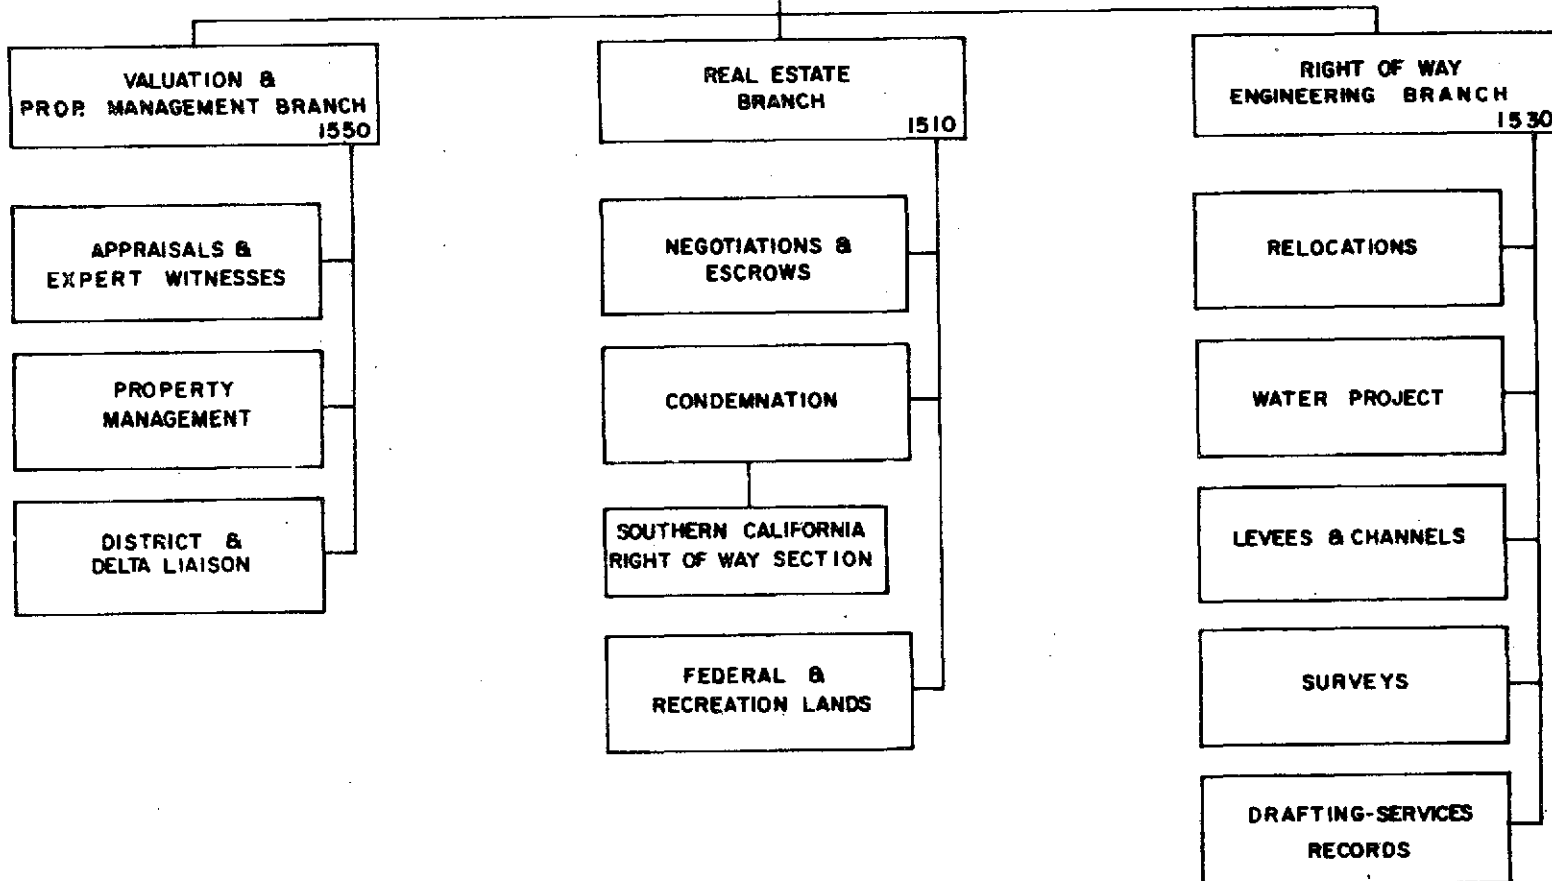 VALUATION &
PROP. MANAGEMENT BRANCH
1550
APPRAISALS &
EXPERT WITNESSES
PROPERTY
MANAGEMENT
DISTRICT &
DELTA LIAISON
REAL ESTATE
BRANCH
1510
NEGOTIATIONS &
ESCROWS
CONDEMNATION
SOUTHERN CALIFORNIA
RIGHT OF WAY SECTION
FEDERAL &
RECREATION LANDS
RIGHT OF WAY
ENGINEERING BRANCH
1530
RELOCATIONS
WATER PROJECT
LEVEES & CHANNELS
SURVEYS
DRAFTING-SERVICES
RECORDS